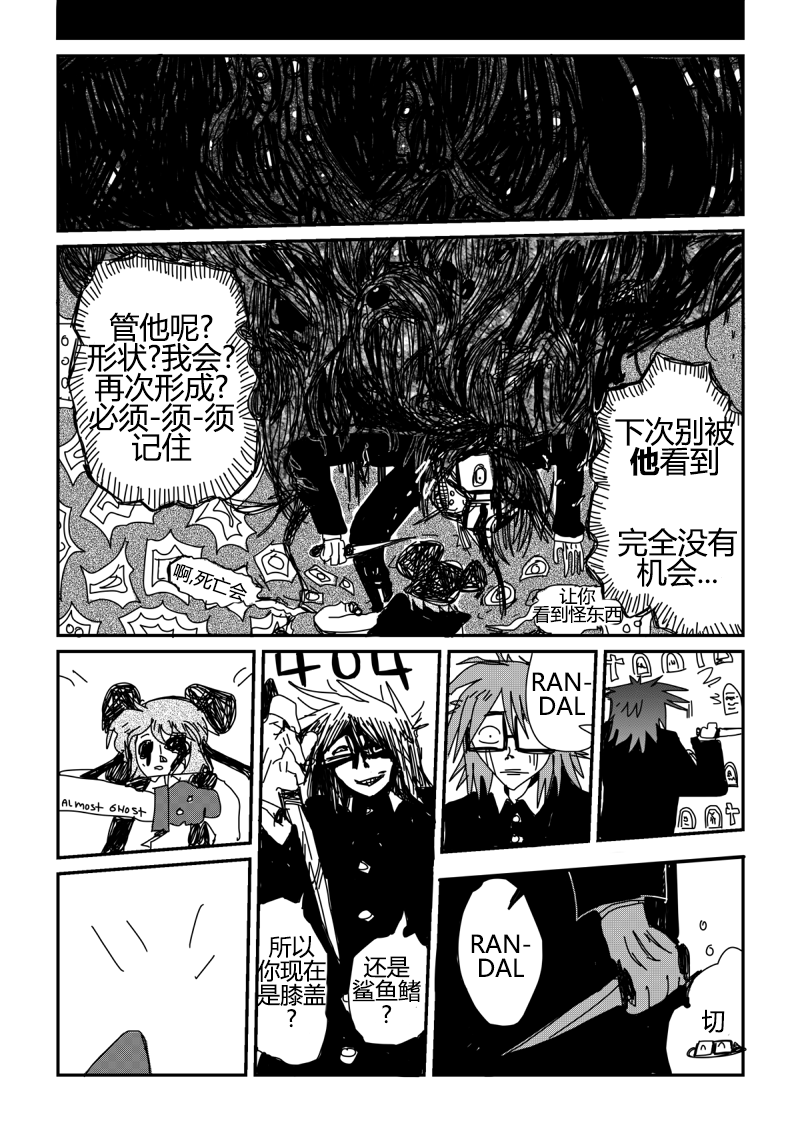 管他呢?
形状?我会?
再次形成?
必须-须-须
记住
下次别被
他看到
完全没有
机会...
啊,死亡会
让你
看到怪东西
ALMOST GHOST
404
RAN-
DAL
所以
你现在
是膝盖
?
还是
鲨鱼鳍
?
RAN-
DAL
切